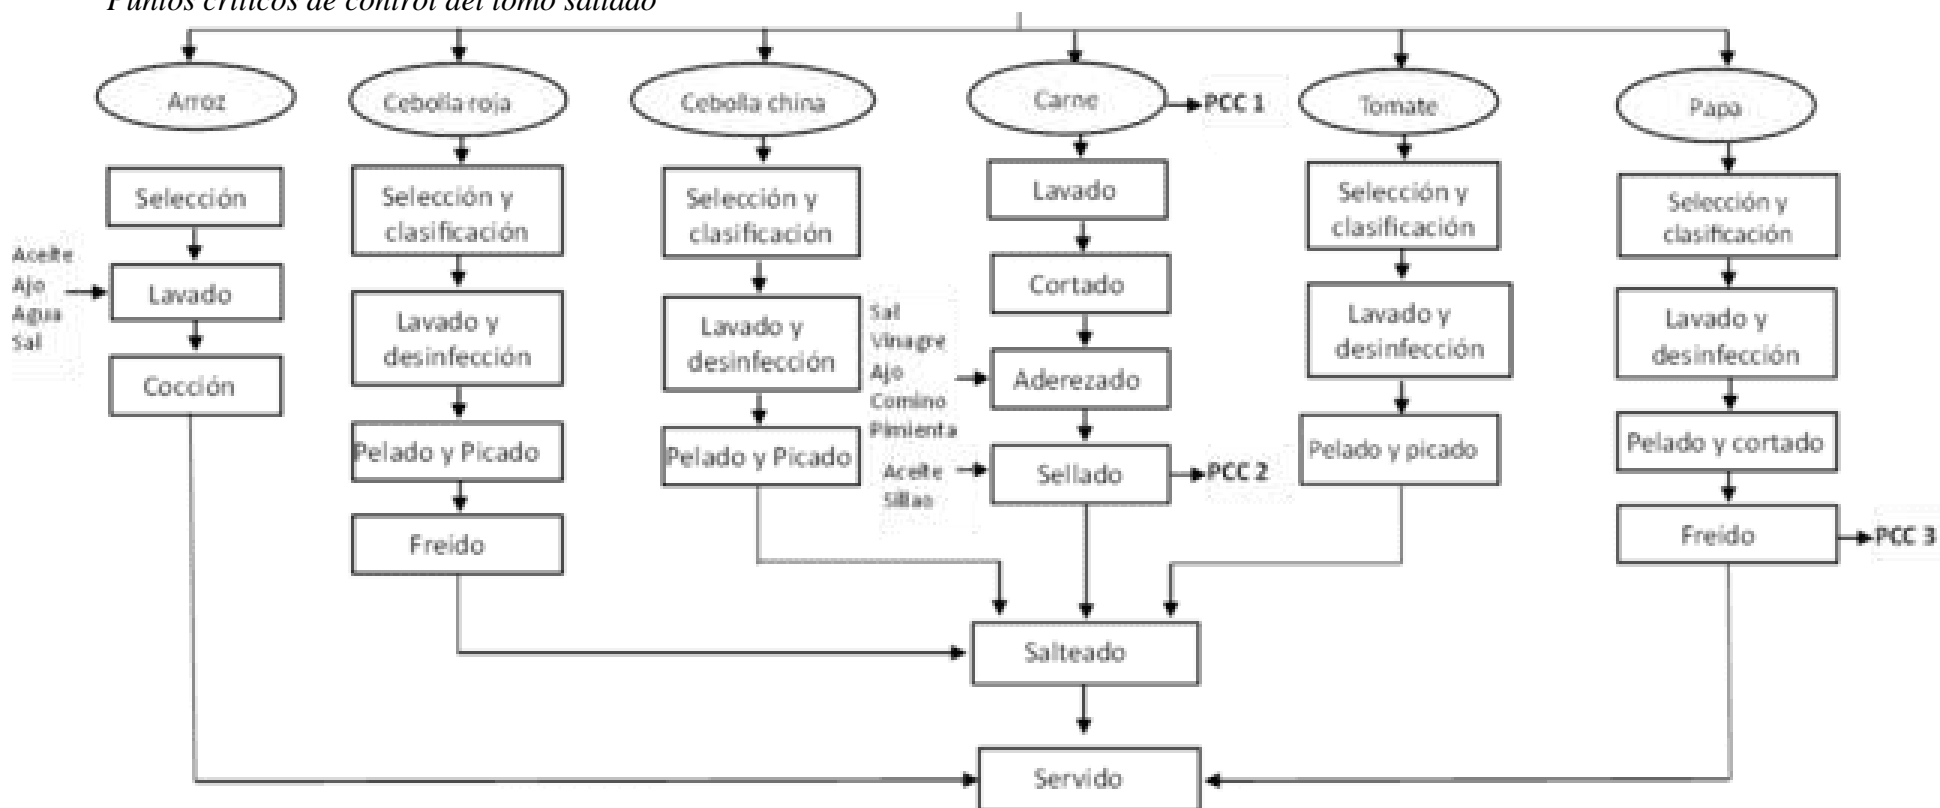 Puntos críticos de control del lomo saltado
Arroz
Cebolla roja
Cebolla china
Carne
PCC 1
Tomate
Papa
Selección
Selección y
clasificación
Selección y
clasificación
Lavado
Selección y
clasificación
Selección y
clasificación
Aceite
Ajo
Agua
Sal
Lavado
Lavado y
desinfección
Lavado y
desinfección
Cortado
Lavado y
desinfección
Lavado y
desinfección
Sal
Vinagre
Ajo
Comino
Pimienta
Cocción
Aderezado
Pelado y Picado
Pelado y Picado
Aceite
Sillao
Sellado
PCC 2
Pelado y picado
Pelado y cortado
Freido
Freído
PCC 3
Salteado
Servido